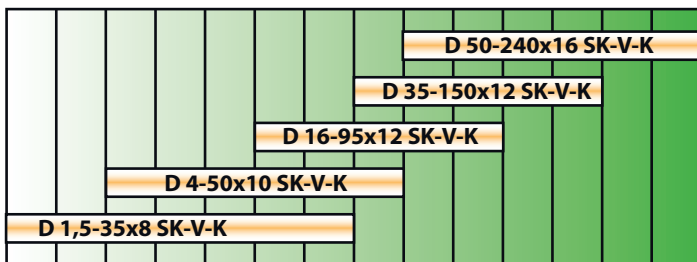 D 50-240x16 SK-V-K
D 35-150x12 SK-V-K
D 16-95x12 SK-V-K
D 4-50x10 SK-V-K
D 1,5-35x8 SK-V-K